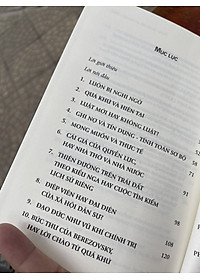 MỤC LỤC
Lời giới thiệu
Lời nói đầu
1. LUÔN BỊ NGHI NGỜ
2. QUÁ KHỨ VÀ HIỆN TẠI
3. LUẬT MỚI HAY KHÔNG LUẬT?
4. GHI NỢ VÀ TÍN DỤNG - TÍNH TOÁN SƠ BỘ
5. MONG MUỐN VÀ THỰC TẾ
6. CÁI GIÁ CỦA QUYỀN LỰC,
HAY NHÀ THỜ VÀ NHÀ NƯỚC
7. THIÊN ĐƯỜNG TRÊN TRÁI ĐẤT
THEO KIỂU NGA HAY CUỘC TÌM KIẾM
LỊCH SỬ RIÊNG
98
8. ĐIỆP VIÊN HAY ĐẠI DIỆN
CỦA XÃ HỘI DÂN SỰ?
108
9. ĐẠO ĐỨC NHƯ VŨ KHÍ CHÍNH TRỊ
10. BỨC THƯ CỦA BEREZOVSKY,
120
HAY LỜI CHÀO TỪ QUÁ KHỨ